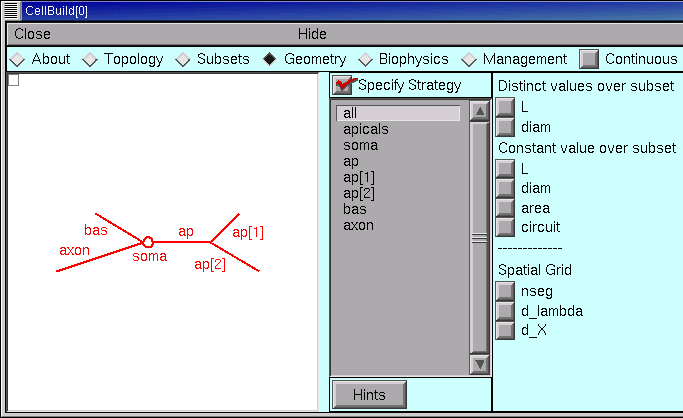 CellBuild[0]
Close Hide
About Topology Subsets Geometry Biophysics Management Continuous
bas
axon
soma
ap
ap[1]
ap[2]
Specify Strategy
all
apicals
soma
ap
ap[1]
ap[2]
bas
axon
Hints
Distinct values over subset
L
diam
Constant value over subset
L
diam
area
circuit
-------------
Spatial Grid
nseg
d_lambda
d_X